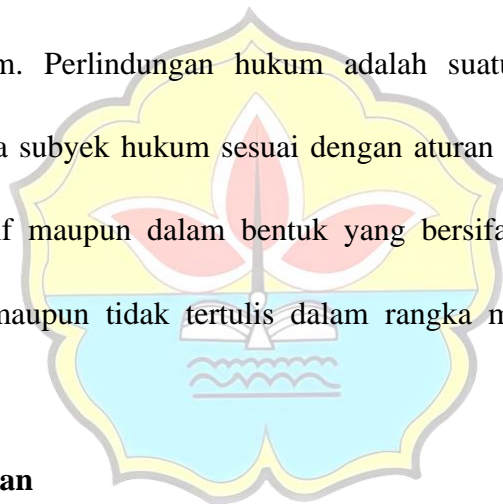 m. Perlindungan hukum adalah suatu
a subyek hukum sesuai dengan aturan
if maupun dalam bentuk yang bersifa
maupun tidak tertulis dalam rangka m
an